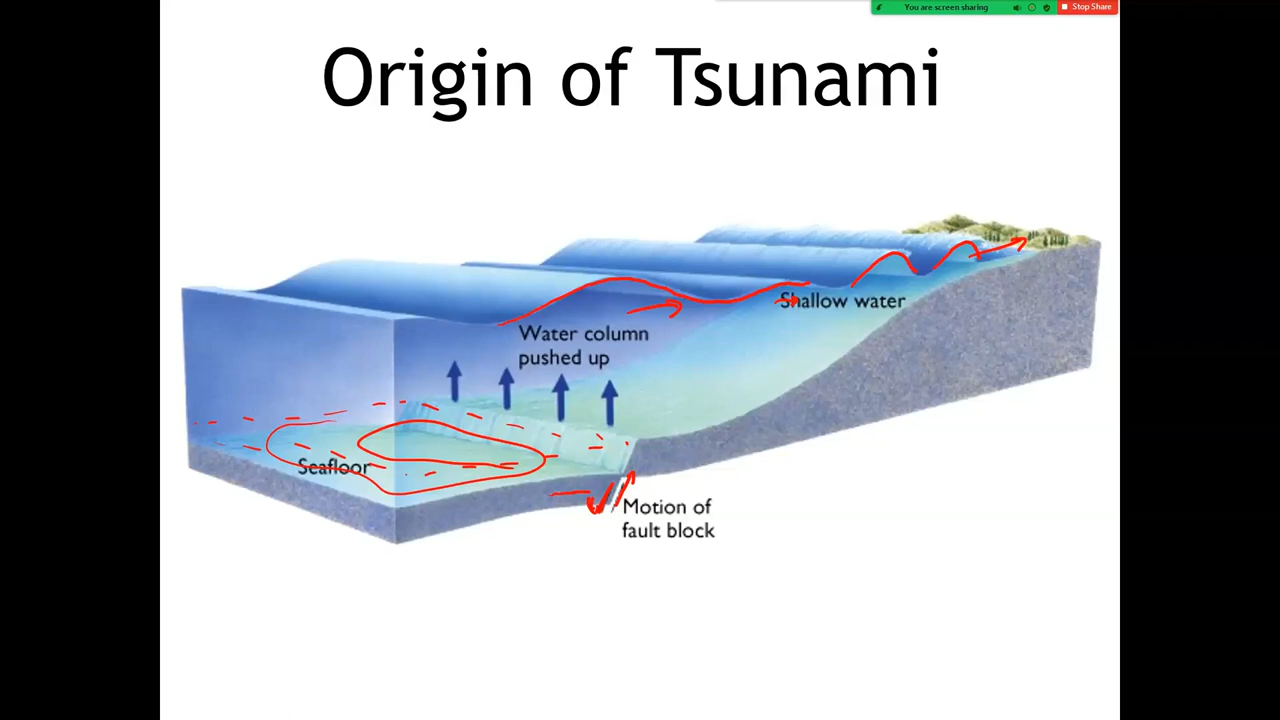 You are screen sharing
Stop Share
Origin of Tsunami
Shallow water
Water column
pushed up
Seafloor
Motion of
fault block